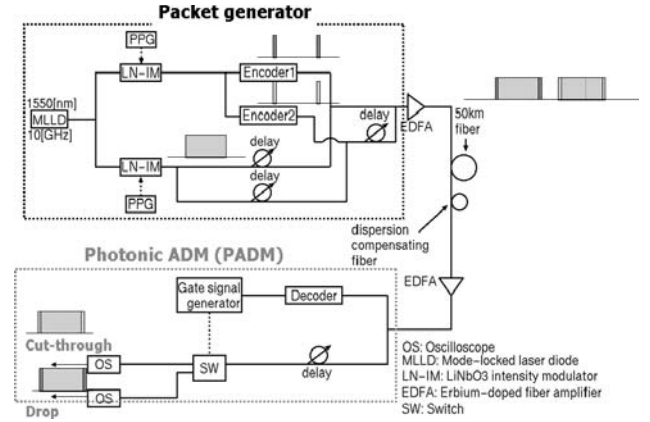 Packet generator
PPG
LN-IM
Encoder1
1550[nm]
MLLD
10[GHz]
Encoder2
delay
EDFA
50km
fiber
LN-IM
delay
delay
PPG
dispersion
compensating
fiber
Photonic ADM (PADM)
EDFA
Gate signal
generator
Decoder
Cut-through
OS
SW
delay
OS
Drop
OS: Oscilloscope
MLLD: Mode-locked laser diode
LN-IM: LiNbO3 intensity modulator
EDFA: Erbium-doped fiber amplifier
SW: Switch